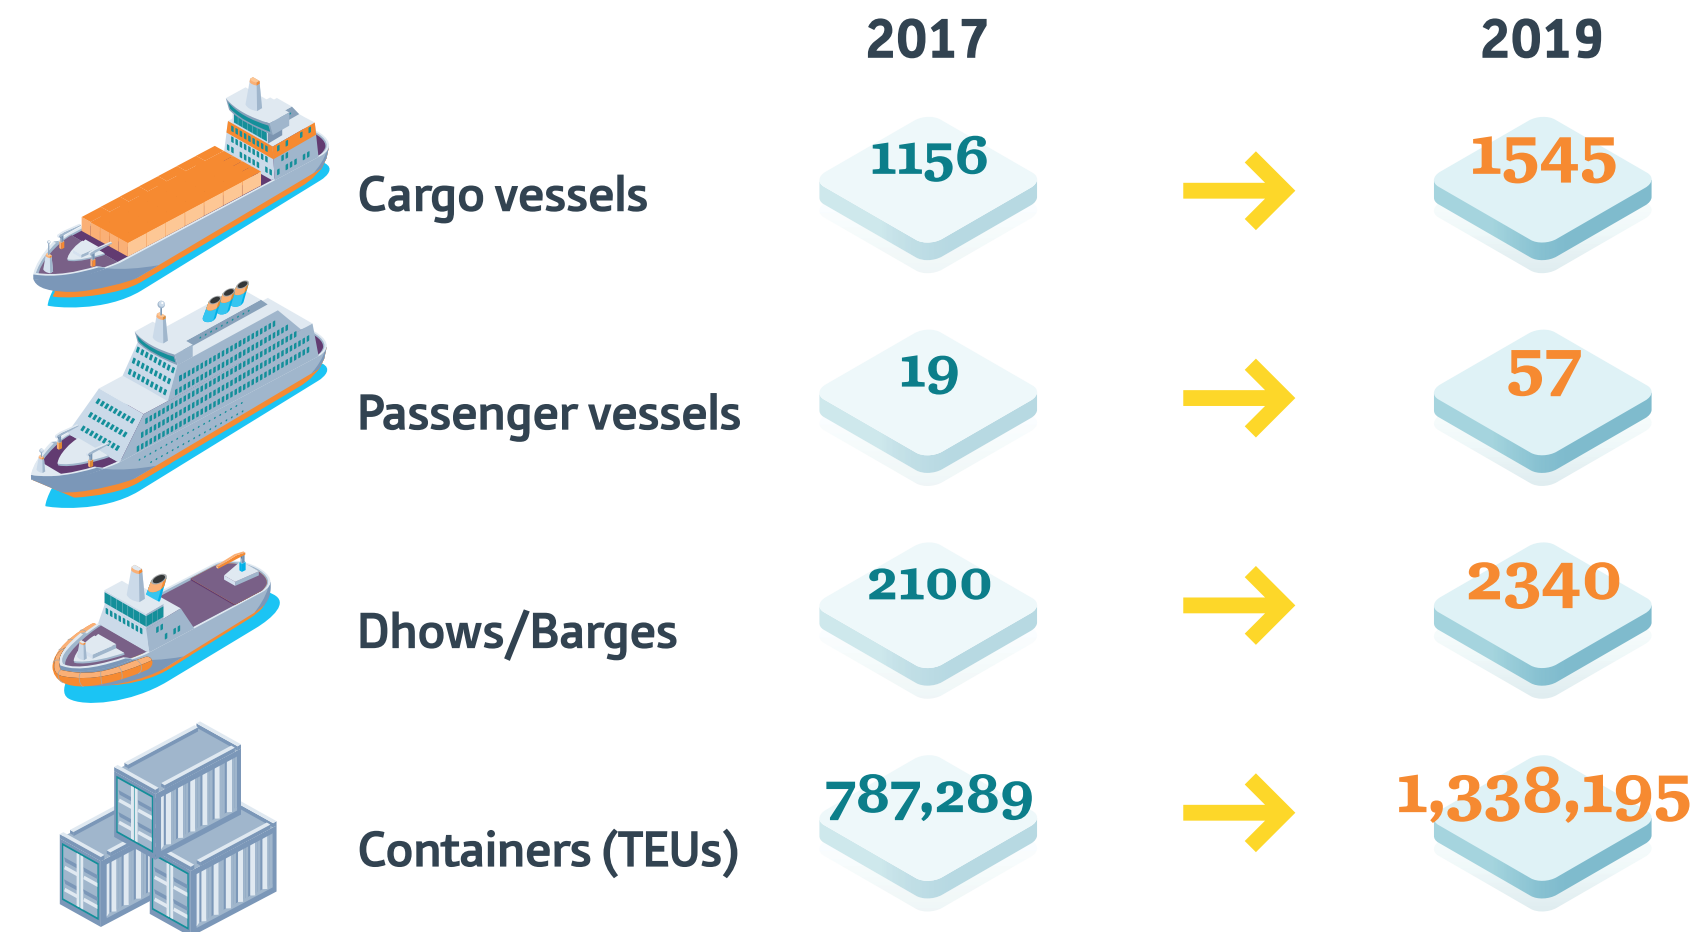 2017 2019
Cargo vessels 1156 1545
Passenger vessels 19 57
Dhows/Barges 2100 2340
Containers (TEUs) 787,289 1,338,195